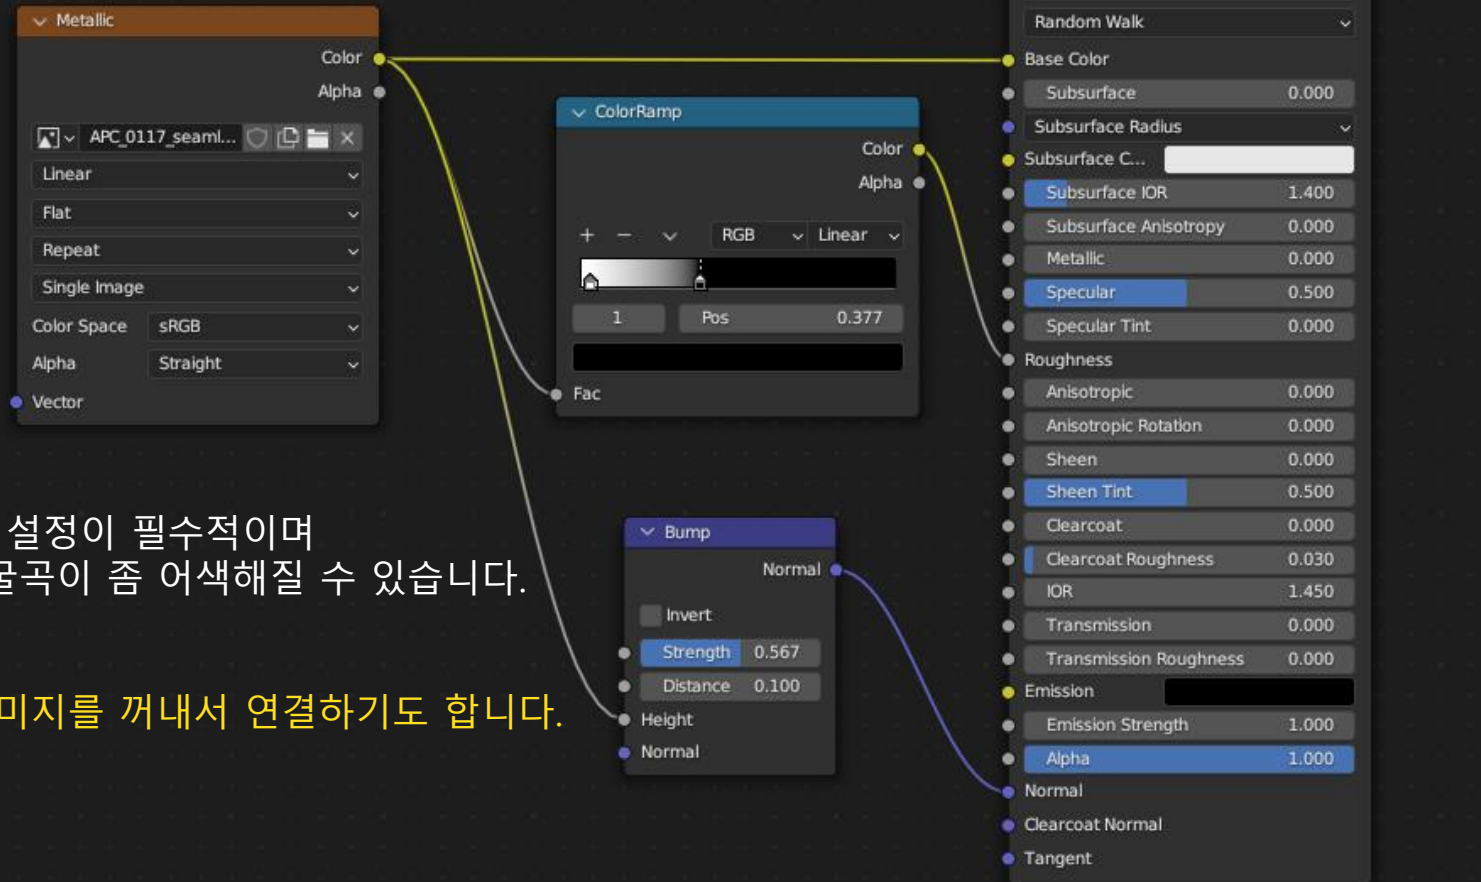 Metallic
Color
Alpha
APC_0117_seaml...
Linear
Flat
Repeat
Single Image
Color Space sRGB
Alpha Straight
Vector
ColorRamp
Color
Alpha
+ − RGB Linear
1 Pos 0.377
Fac
설정이 필수적이며
굴곡이 좀 어색해질 수 있습니다.
미지를 꺼내서 연결하기도 합니다.
Bump
Normal
Invert
Strength 0.567
Distance 0.100
Height
Normal
Random Walk
Base Color
Subsurface 0.000
Subsurface Radius
Subsurface C...
Subsurface IOR 1.400
Subsurface Anisotropy 0.000
Metallic 0.000
Specular 0.500
Specular Tint 0.000
Roughness
Anisotropic 0.000
Anisotropic Rotation 0.000
Sheen 0.000
Sheen Tint 0.500
Clearcoat 0.000
Clearcoat Roughness 0.030
IOR 1.450
Transmission 0.000
Transmission Roughness 0.000
Emission
Emission Strength 1.000
Alpha 1.000
Normal
Clearcoat Normal
Tangent